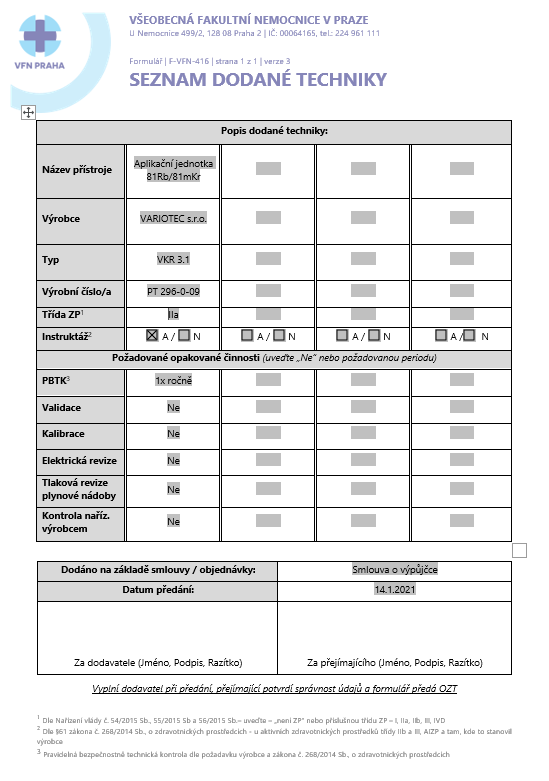 VŠEOBECNÁ FAKULTNÍ NEMOCNICE V PRAZE
U Nemocnice 499/2, 128 08 Praha 2 | IČ: 00064165, tel.: 224 961 111
VFN PRAHA
Formulář | F-VFN-416 | strana 1 z 1 | verze 3
SEZNAM DODANÉ TECHNIKY
Popis dodané techniky:
Název přístroje Aplikační jednotka
81Rb/81mKr
Výrobce VARIOTEC s.r.o.
Typ VKR 3.1
Výrobní číslo/a PT 296-0-09
Třída ZP1 IIa
Instruktáž2 A / N A / N A / N A / N
Požadované opakované činnosti (uveďte „Ne" nebo požadovanou periodu)
PBTK3 1x ročně
Validace Ne
Kalibrace Ne
Elektrická revize Ne
Tlaková revize
plynové nádoby Ne
Kontrola naříz.
výrobcem Ne
Dodáno na základě smlouvy / objednávky: Smlouva o výpůjčce
Datum předání: 14.1.2021
Za dodavatele (Jméno, Podpis, Razítko) Za přejímajícího (Jméno, Podpis, Razítko)
Vyplní dodavatel při předání, přejímající potvrdí správnost údajů a formulář předá OZT
1 Dle Nařízení vlády č. 54/2015 Sb., 55/2015 Sb a 56/2015 Sb.– uveďte – „není ZP" nebo příslušnou třídu ZP – I, IIa, IIb, III, IVD
2 Dle §61 zákona č. 268/2014 Sb., o zdravotnických prostředcích - u aktivních zdravotnických prostředků třídy IIb a III, AIZP a tam, kde to stanovil
výrobce
3 Pravidelná bezpečnostně technická kontrola dle požadavku výrobce a zákona č. 268/2014 Sb., o zdravotnických prostředcích